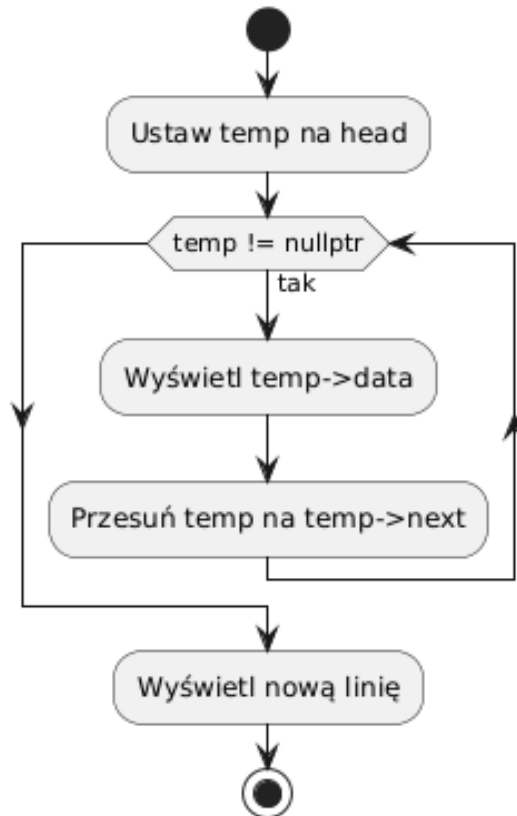 Ustaw temp na head
temp != nullptr
tak
Wyświetl temp->data
Przesuń temp na temp->next
Wyświetl nową linię